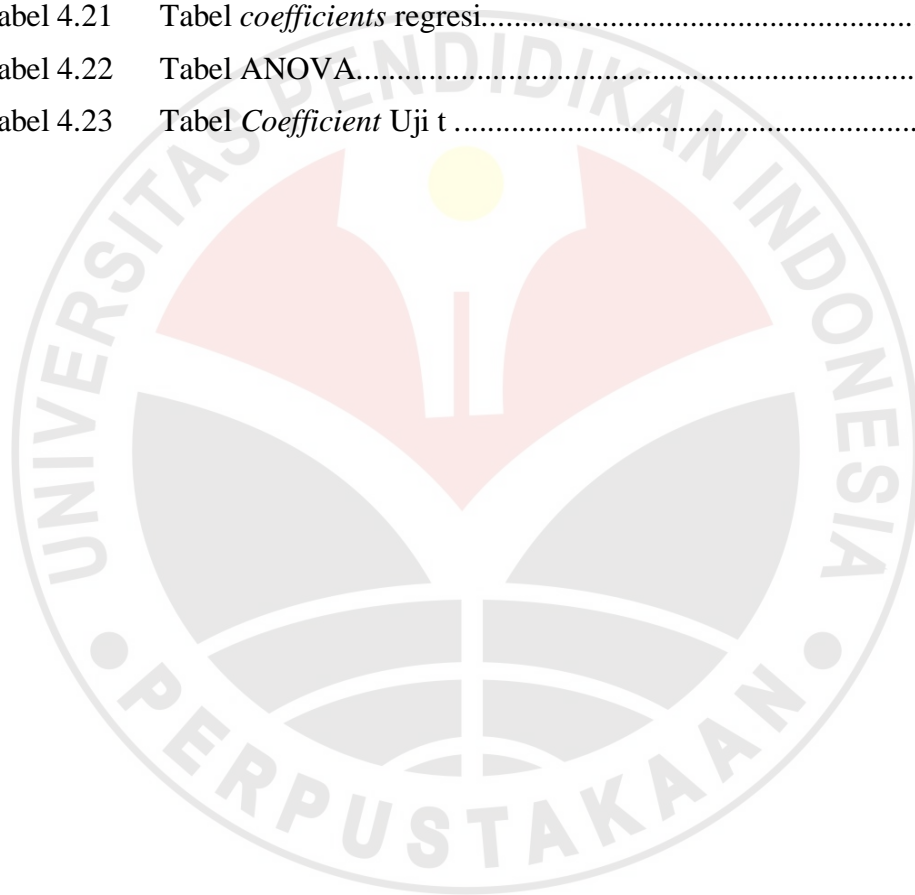 abel 4.21 Tabel coefficients regresi......................................................
abel 4.22 Tabel ANOVA.....................................................................
abel 4.23 Tabel Coefficient Uji t .........................................................
UNIVERSITAS PENDIDIKAN INDONESIA
PERPUSTAKAAN